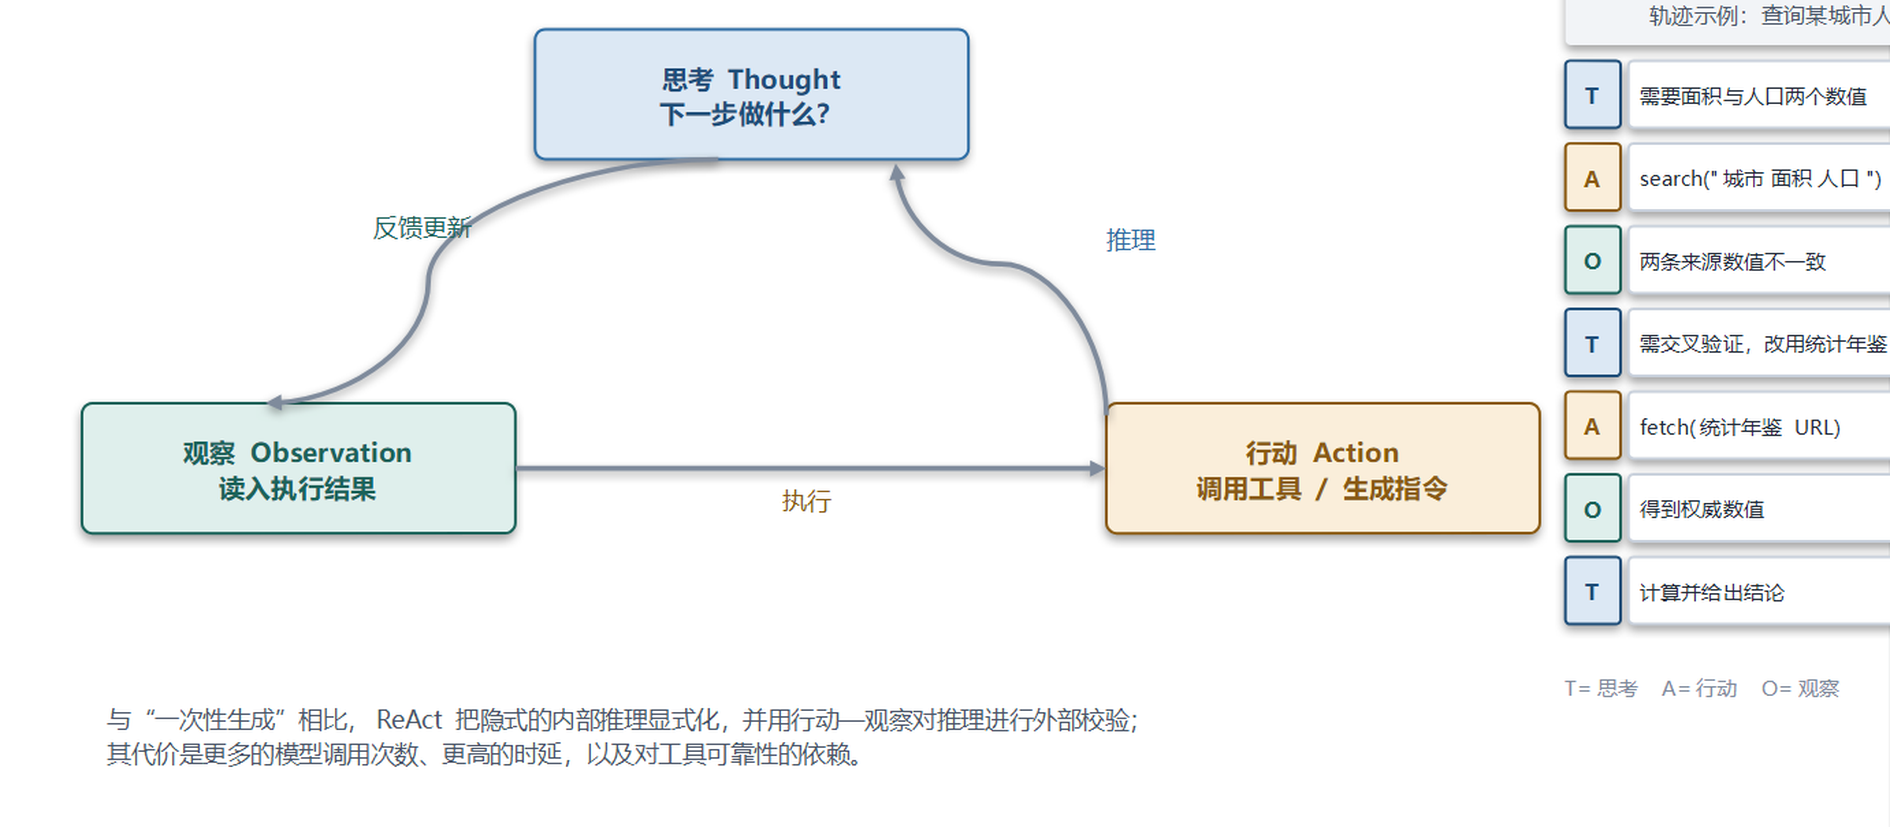 思考 Thought
下一步做什么？
反馈更新
推理
观察 Observation
读入执行结果
执行
行动 Action
调用工具 / 生成指令
与“一次性生成”相比， ReAct 把隐式的内部推理显式化，并用行动—观察对推理进行外部校验；
其代价是更多的模型调用次数、更高的时延，以及对工具可靠性的依赖。
轨迹示例：查询某城市人
T 需要面积与人口两个数值
A search(" 城市 面积 人口 ")
O 两条来源数值不一致
T 需交叉验证，改用统计年鉴
A fetch( 统计年鉴 URL)
O 得到权威数值
T 计算并给出结论
T= 思考 A= 行动 O= 观察